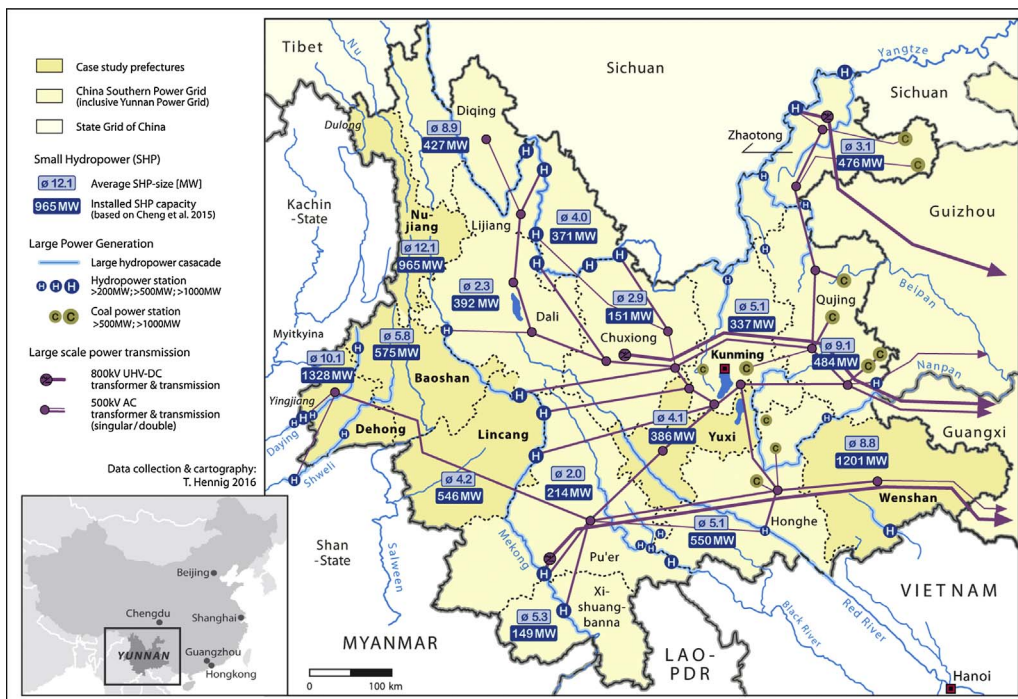 Case study prefectures
China Southern Power Grid
(inclusive Yunnan Power Grid)
State Grid of China
Small Hydropower (SHP)
ø 12.1
Average SHP-size [MW]
965 MW
Installed SHP capacity
(based on Cheng et al. 2015)
Large Power Generation
Large hydropower casacade
H H H
Hydropower station
>200MW; >500MW; >1000MW
C C
Coal power station
>500MW; >1000MW
Large scale power transmission
800kV UHV-DC
transformer & transmission
500kV AC
transformer & transmission
(singular/double)
Data collection & cartography:
T. Hennig 2016
Beijing
Chengdu
Shanghai
YUNNAN
Guangzhou
Hongkong
Tibet
Nu
Sichuan
Yangtze
Sichuan
Dulong
Diqing
ø 8.9
427 MW
Zhaotong
ø 3.1
476 MW
Kachin
-State
Nu-
jiang
Lijiang
ø 4.0
371 MW
Guizhou
ø 12.1
965 MW
ø 2.3
392 MW
ø 2.9
151 MW
ø 5.1
337 MW
Qujing
Beipan
Myitkyina
ø 5.8
575 MW
Dali
Chuxiong
Kunming
ø 9.1
484 MW
Nanpan
ø 10.1
1328 MW
Baoshan
Yingjiang
Dehong
Lincang
ø 4.1
386 MW
Yuxi
Guangxi
Daying
Shweli
ø 8.8
1201 MW
ø 4.2
546 MW
ø 2.0
214 MW
Wenshan
ø 5.1
550 MW
Honghe
Shan
-State
Salween
Mekong
Pu'er
Xi-
shuang-
banna
ø 5.3
149 MW
VIETNAM
Black River
Red River
MYANMAR
LAO-
PDR
Hanoi
0 100 km